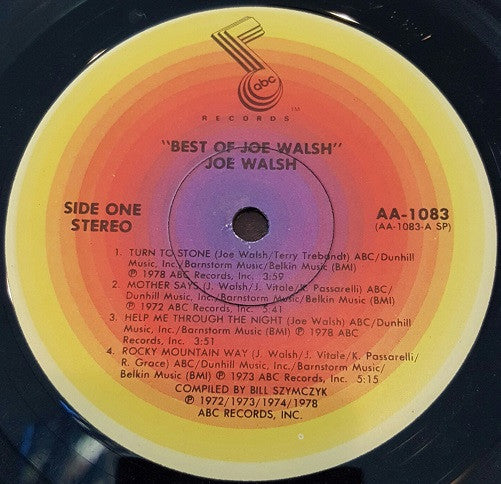 abc
RECORDS TM
"BEST OF JOE WALSH"
JOE WALSH
SIDE ONE
STEREO
AA-1083
(AA-1083-A SP)
1. TURN TO STONE (Joe Walsh/Terry Trebandt) ABC/Dunhill
Music, Inc./Barnstorm Music/Belkin Music (BMI)
℗ 1978 ABC Records, Inc. 3:59
2. MOTHER SAYS (J. Walsh/J. Vitale/K. Passarelli) ABC/
Dunhill Music, Inc./Barnstorm Music/Belkin Music (BMI)
℗ 1972 ABC Records, Inc. 5:41
3. HELP ME THROUGH THE NIGHT (Joe Walsh) ABC/Dunhill
Music, Inc./Barnstorm Music (BMI) ℗ 1978 ABC
Records, Inc. 3:51
4. ROCKY MOUNTAIN WAY (J. Walsh/J. Vitale/K. Passarelli/
R. Grace) ABC/Dunhill Music, Inc./Barnstorm Music/
Belkin Music (BMI) ℗ 1973 ABC Records, Inc. 5:15
COMPILED BY BILL SZYMCZYK
℗ 1972/1973/1974/1978
ABC RECORDS, INC.